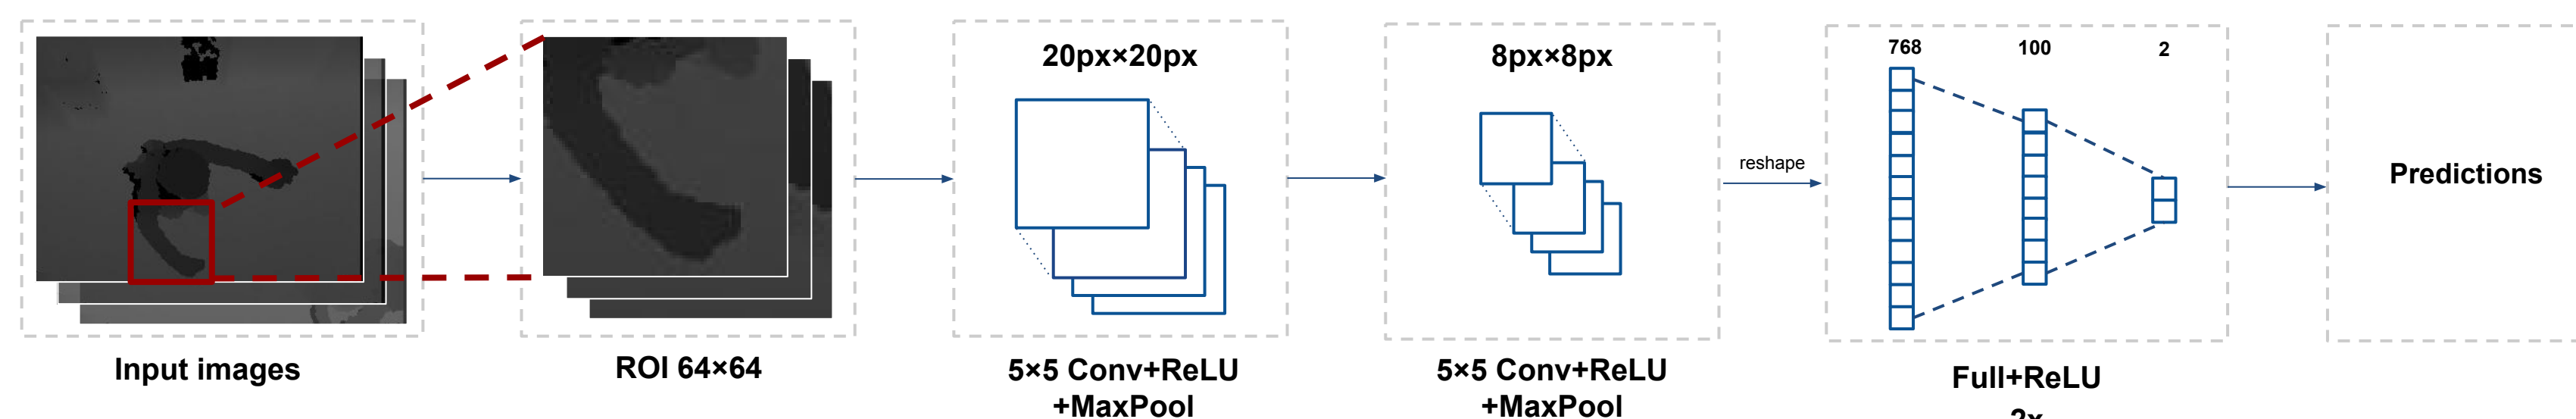 Input images
ROI 64×64
20px×20px
5×5 Conv+ReLU
+MaxPool
8px×8px
5×5 Conv+ReLU
+MaxPool
reshape
768 100 2
Full+ReLU
2x
Predictions